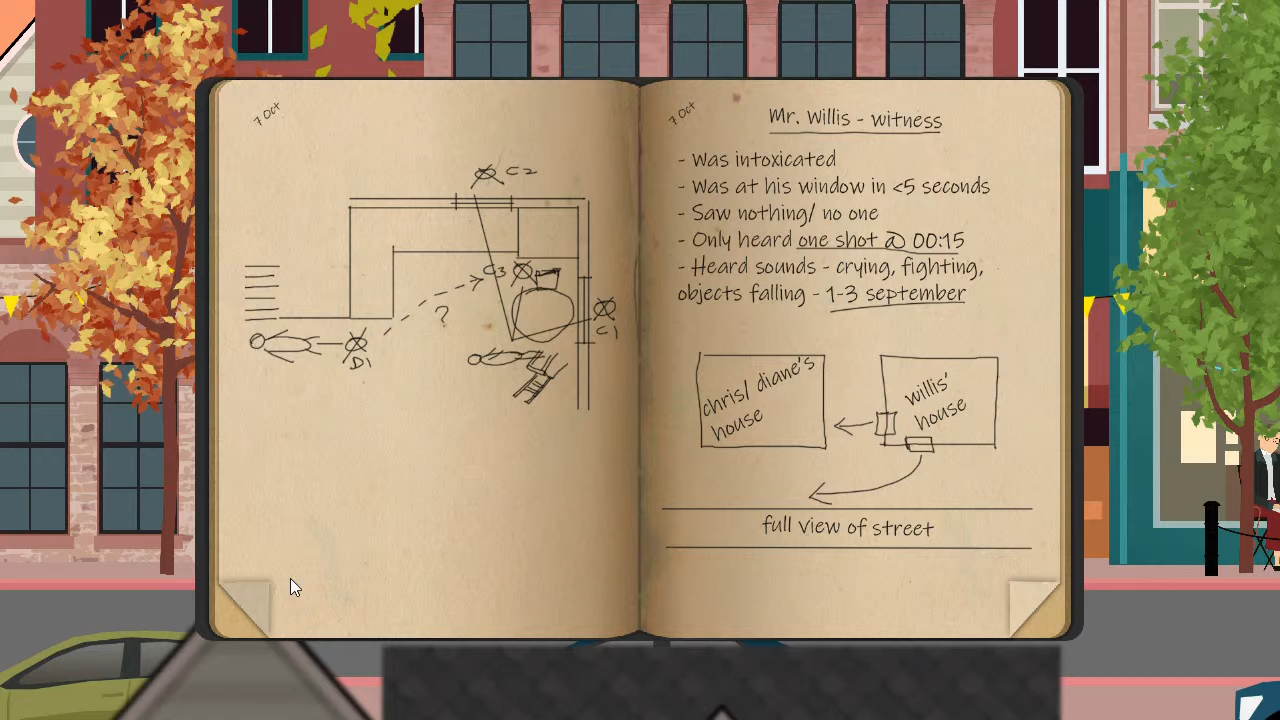 7 Oct
C2
C3
?
C1
D1
7 Oct
Mr. Willis - witness
- Was intoxicated
- Was at his window in <5 seconds
- Saw nothing/ no one
- Only heard one shot @ 00:15
- Heard sounds - crying, fighting,
objects falling - 1-3 september
chris/ diane's
house
willis'
house
full view of street